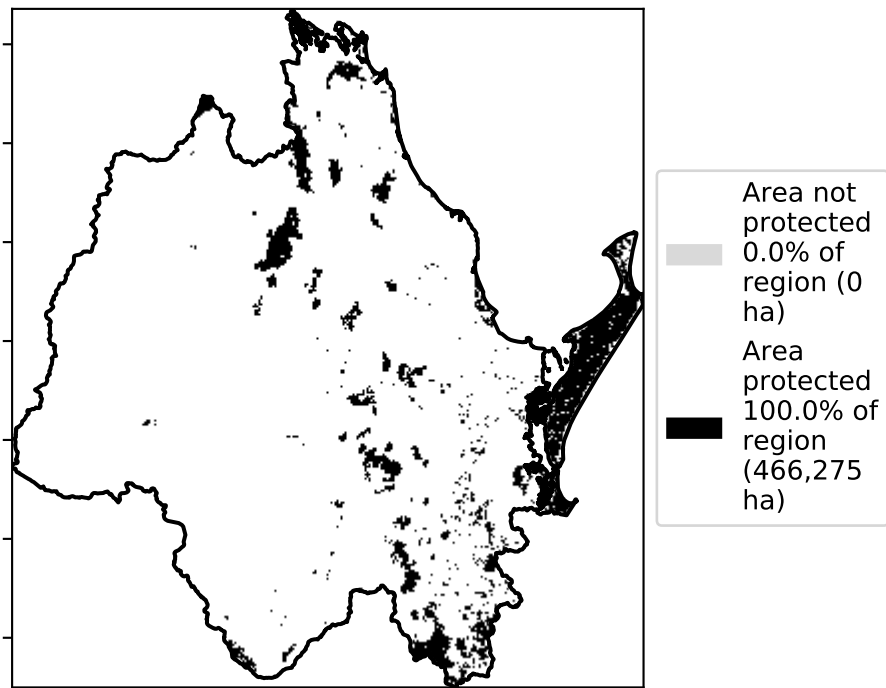 Area not
protected
0.0% of
region (0
ha)
Area
protected
100.0% of
region
(466,275
ha)